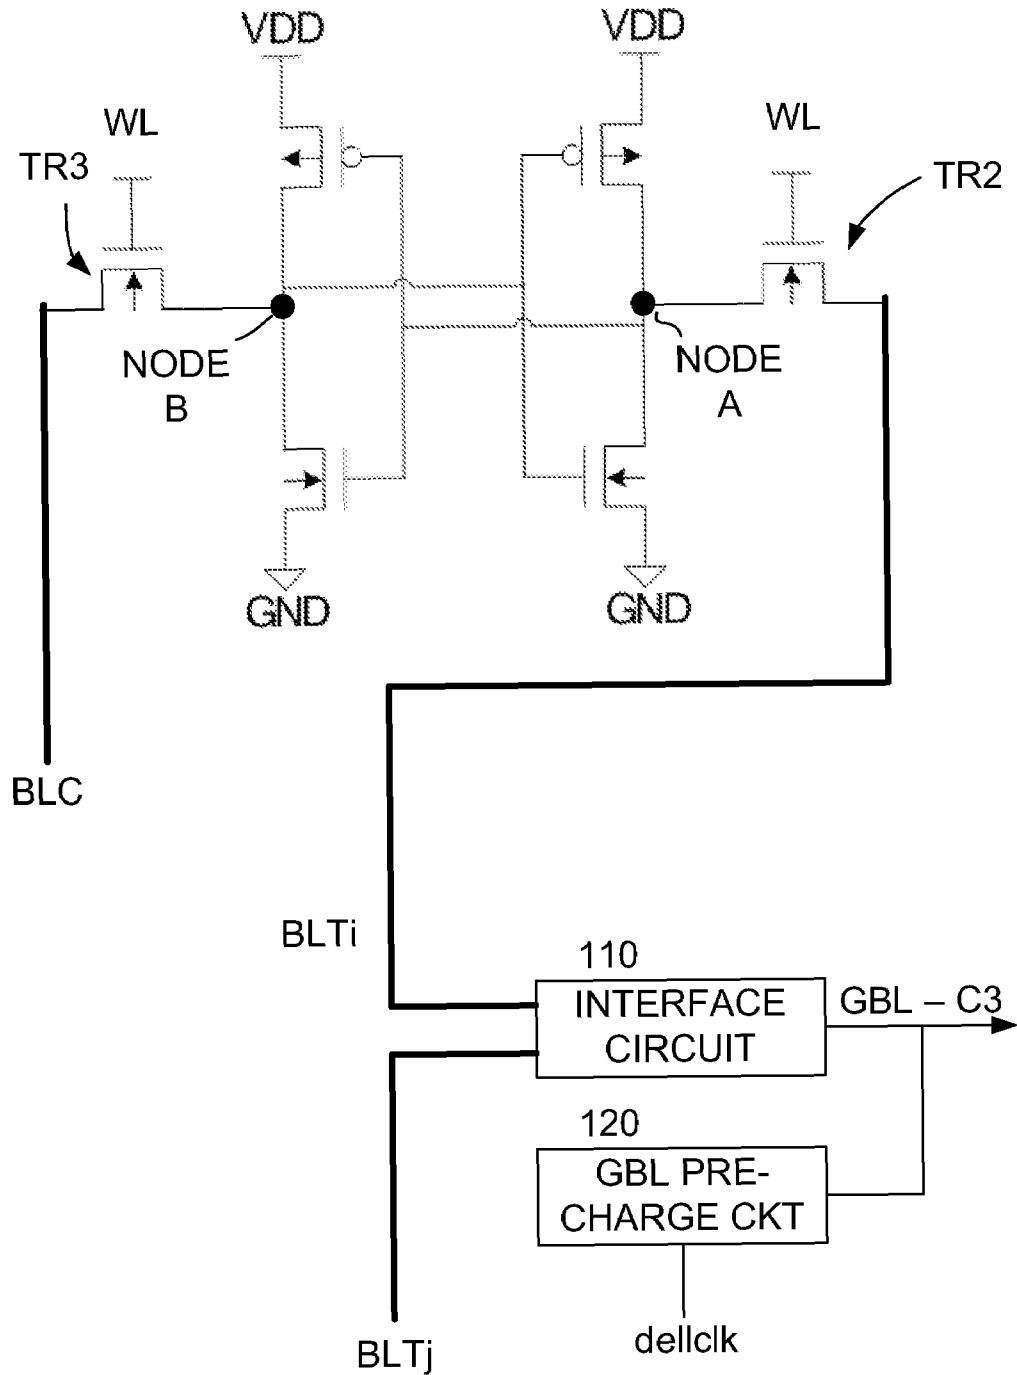 VDD
VDD
WL
WL
TR3
TR2
NODE
B
NODE
A
GND
GND
BLC
BLTi
110
INTERFACE
CIRCUIT
GBL – C3
120
GBL PRE-
CHARGE CKT
dellclk
BLTj